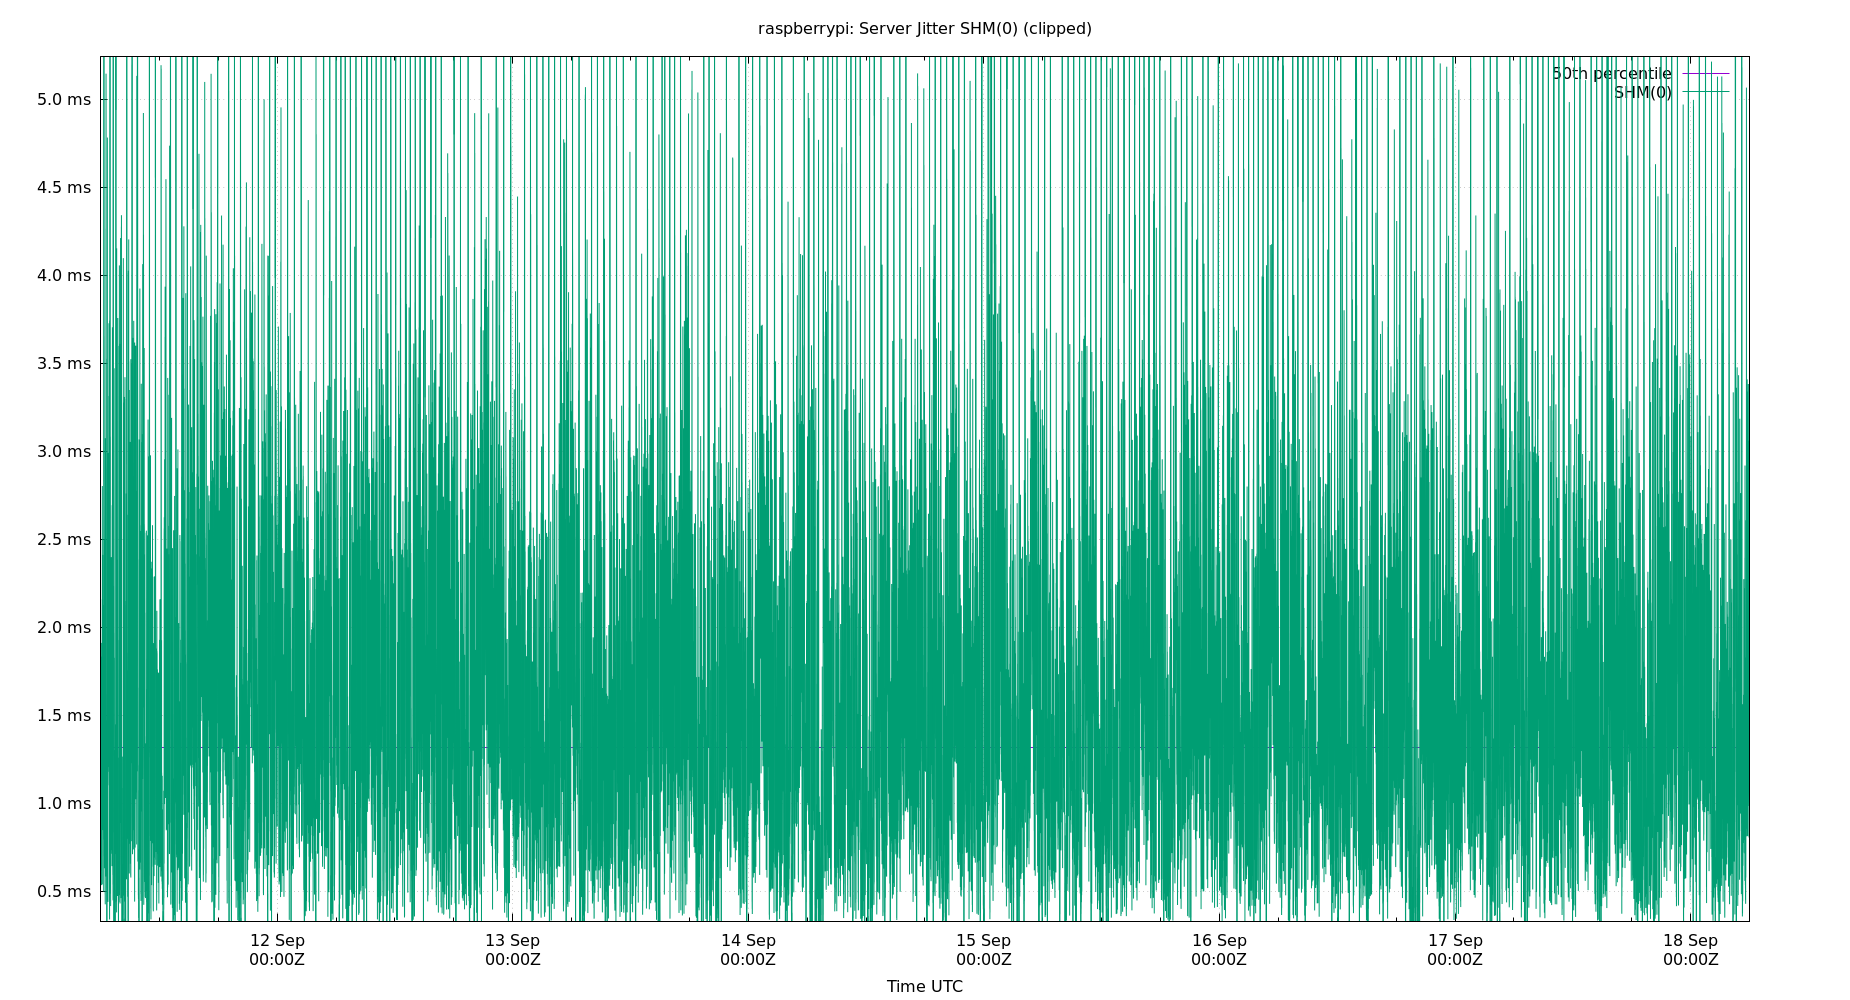 raspberrypi: Server Jitter SHM(0) (clipped)
50th percentile
SHM(0)
5.0 ms
4.5 ms
4.0 ms
3.5 ms
3.0 ms
2.5 ms
2.0 ms
1.5 ms
1.0 ms
0.5 ms
12 Sep 13 Sep 14 Sep 15 Sep 16 Sep 17 Sep 18 Sep
00:00Z 00:00Z 00:00Z 00:00Z 00:00Z 00:00Z 00:00Z
Time UTC